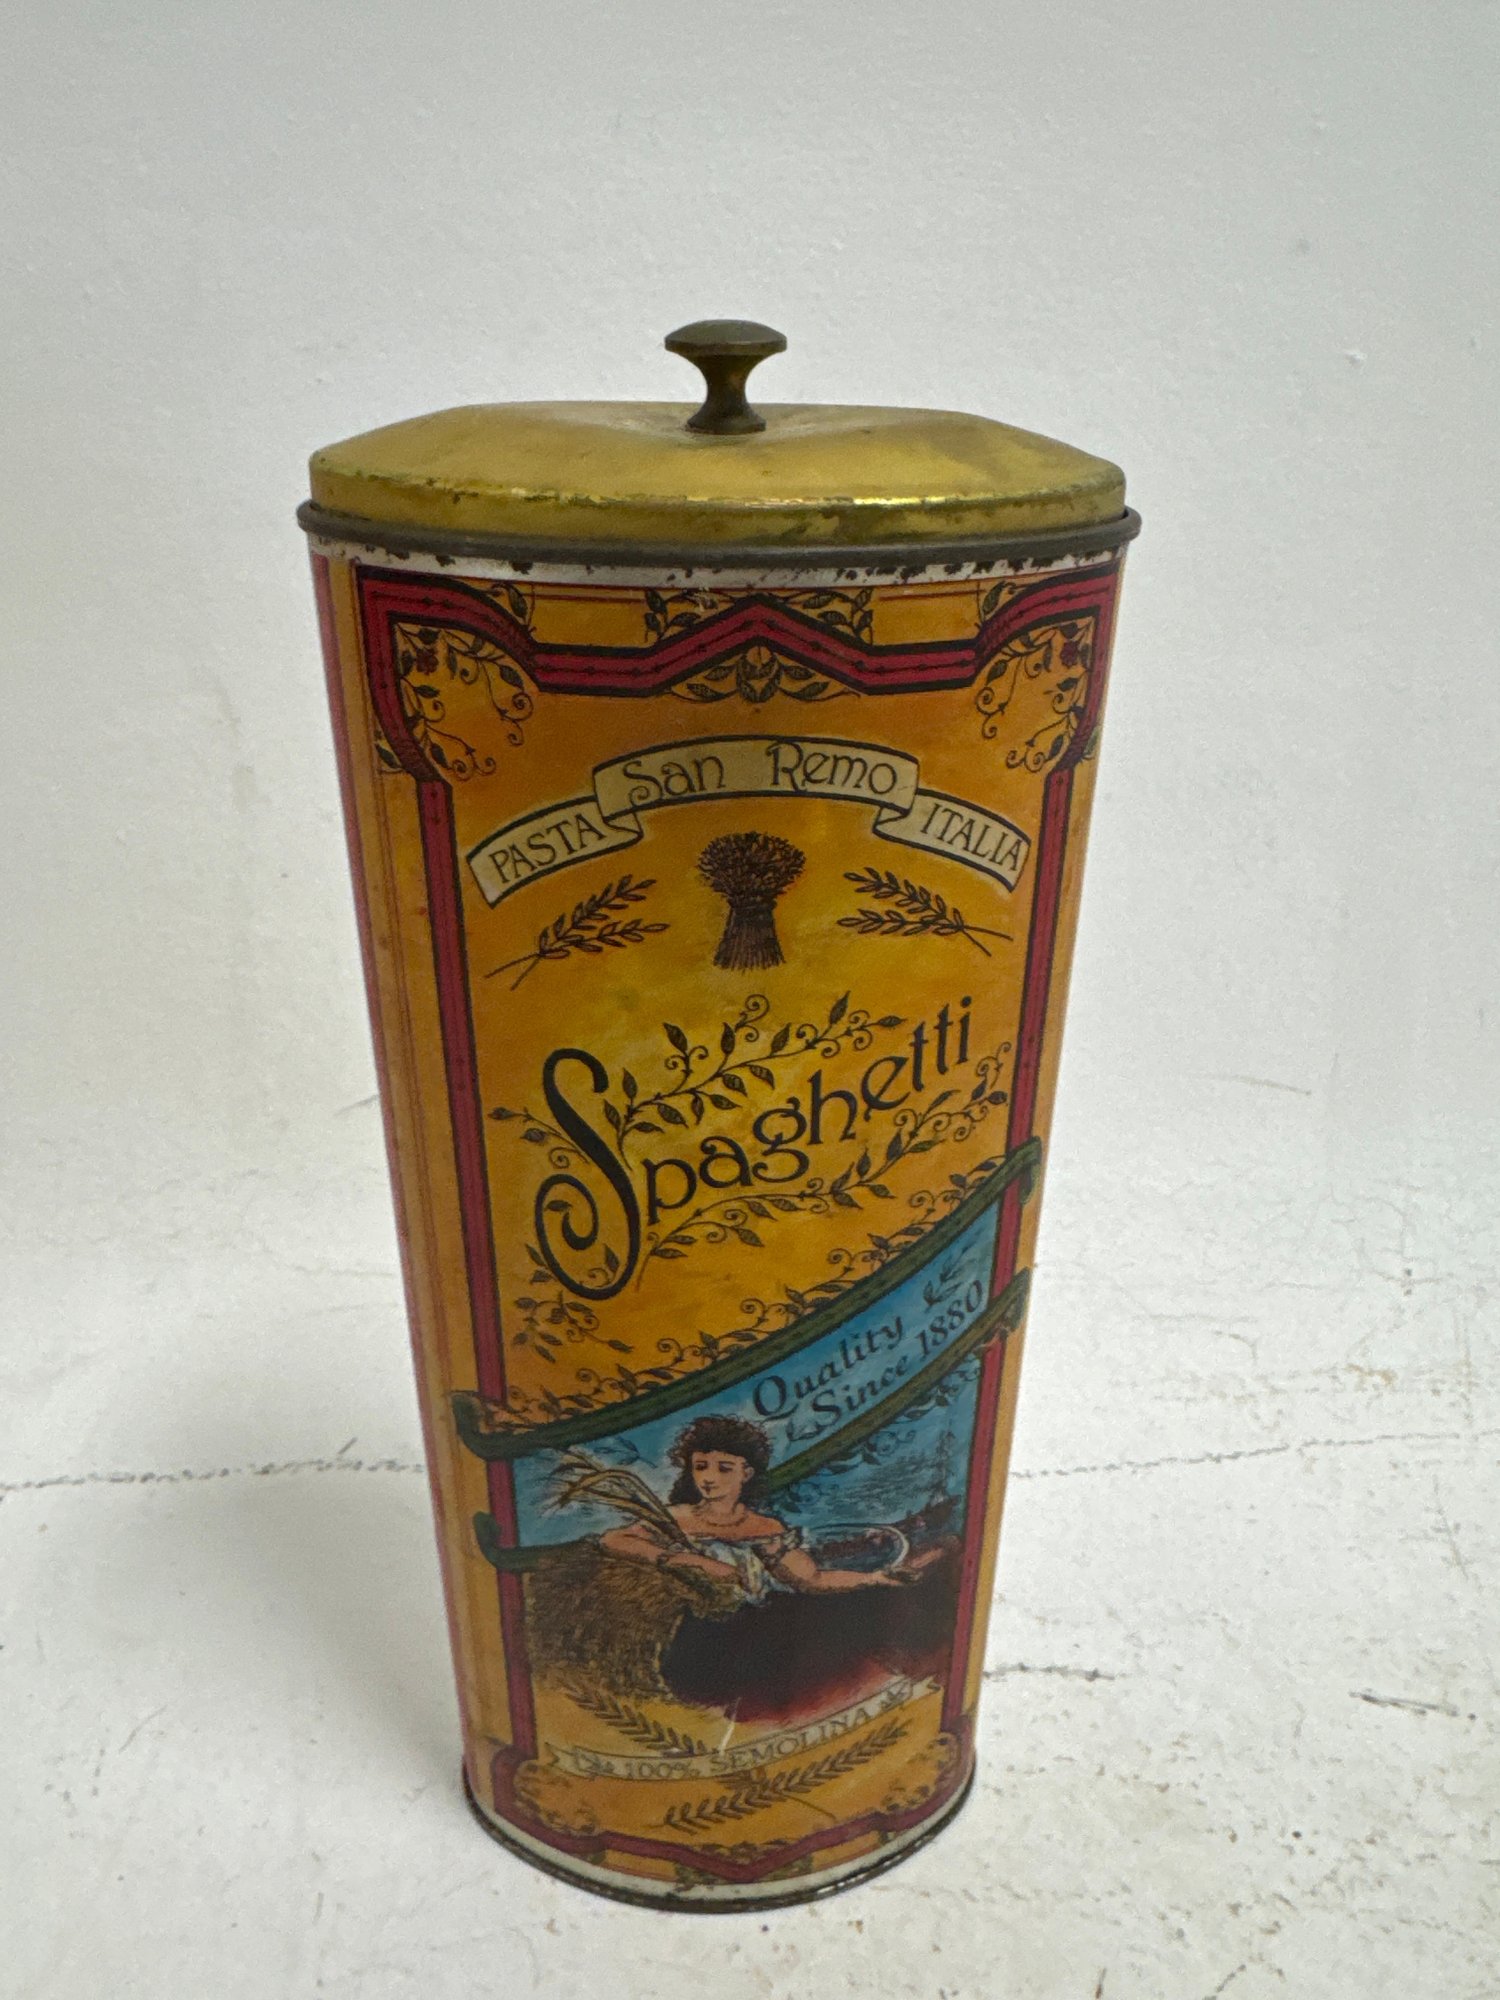 PASTA San Remo ITALIA
Spaghetti
Quality
Since 1880
100% SEMOLINA